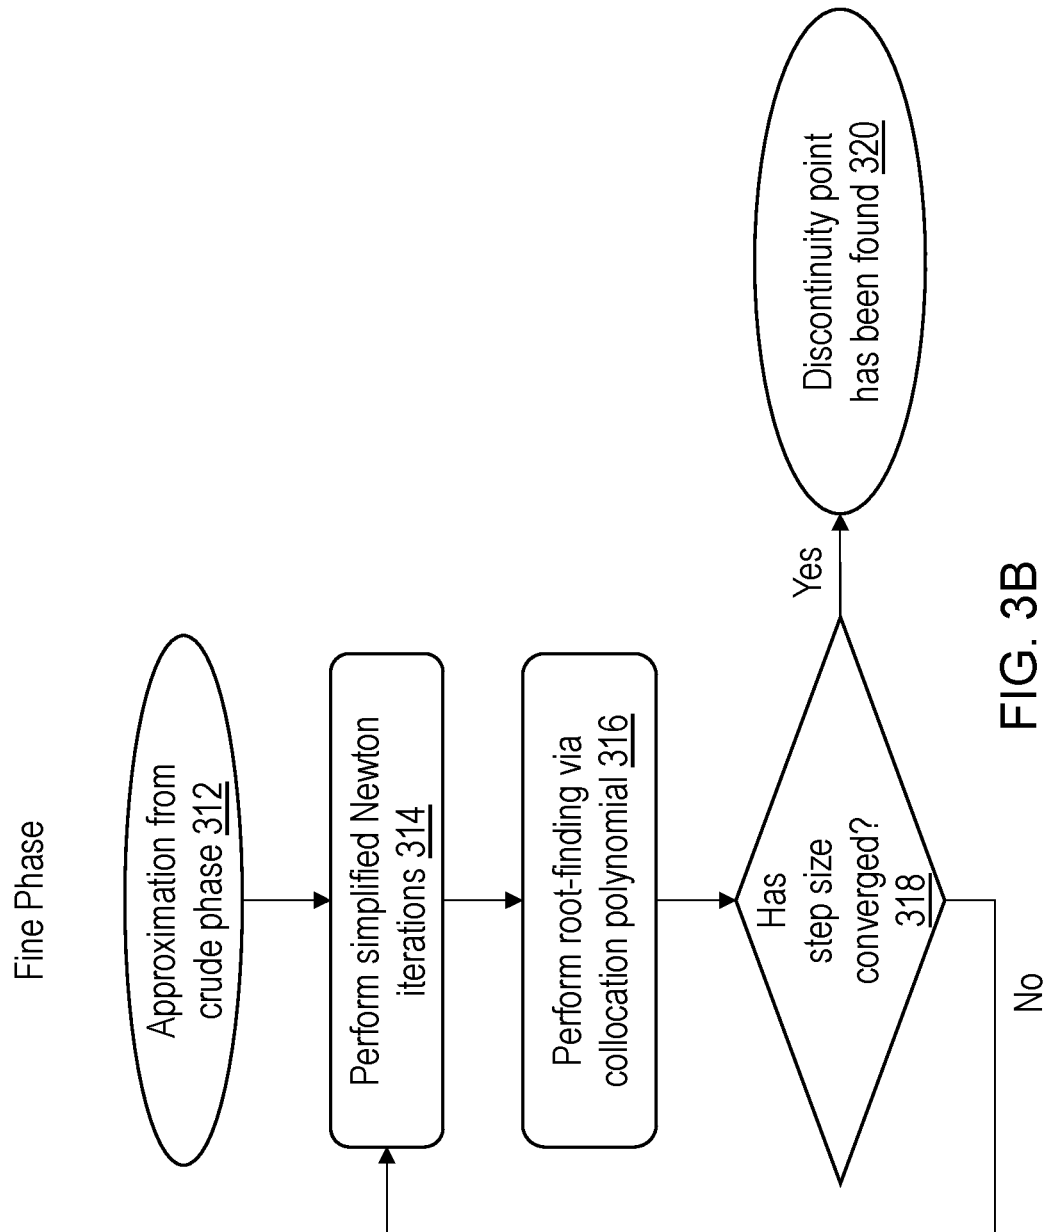 Fine Phase
Approximation from
crude phase 312
Perform simplified Newton
iterations 314
Perform root-finding via
collocation polynomial 316
Has
step size
converged?
318
Yes
No
Discontinuity point
has been found 320
FIG. 3B